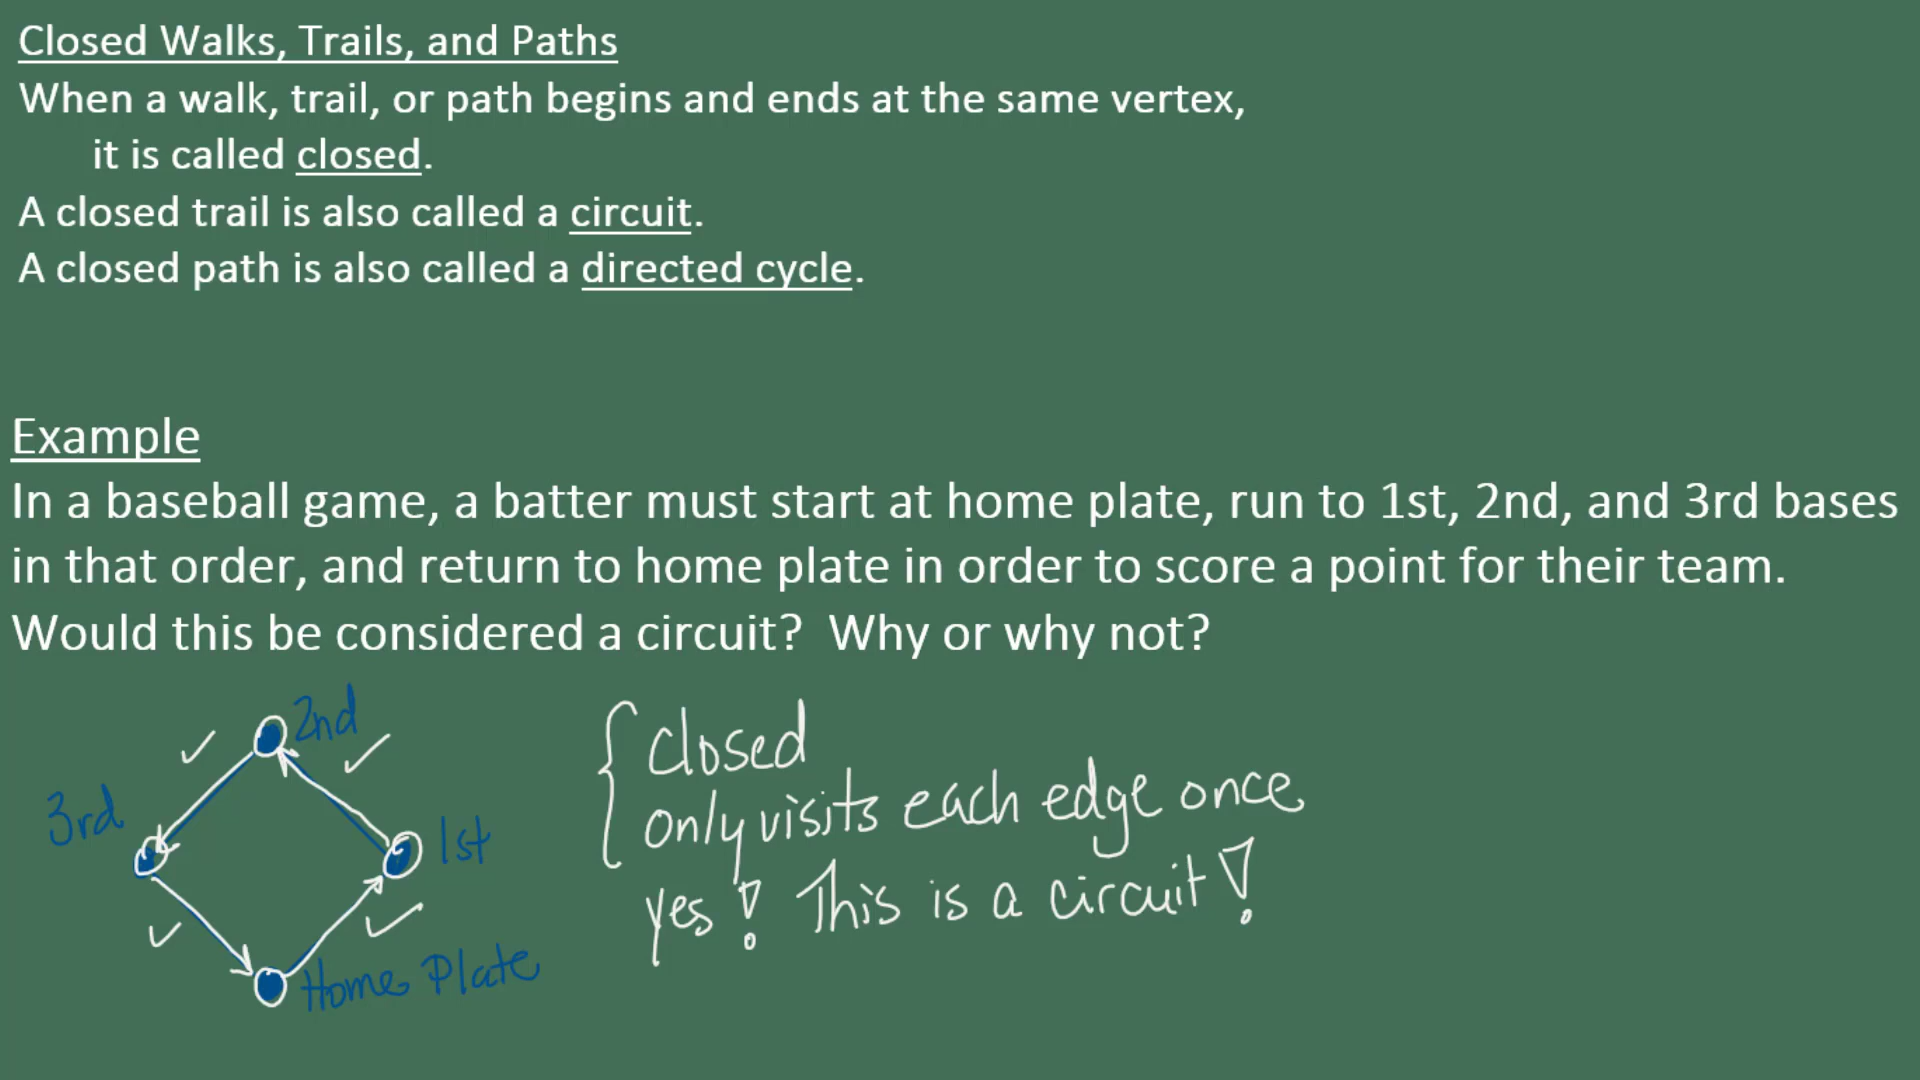 Closed Walks, Trails, and Paths
When a walk, trail, or path begins and ends at the same vertex,
it is called closed.
A closed trail is also called a circuit.
A closed path is also called a directed cycle.
Example
In a baseball game, a batter must start at home plate, run to 1st, 2nd, and 3rd bases
in that order, and return to home plate in order to score a point for their team.
Would this be considered a circuit?  Why or why not?
2nd
3rd
1st
Home Plate
closed
only visits each edge once
yes! This is a circuit!